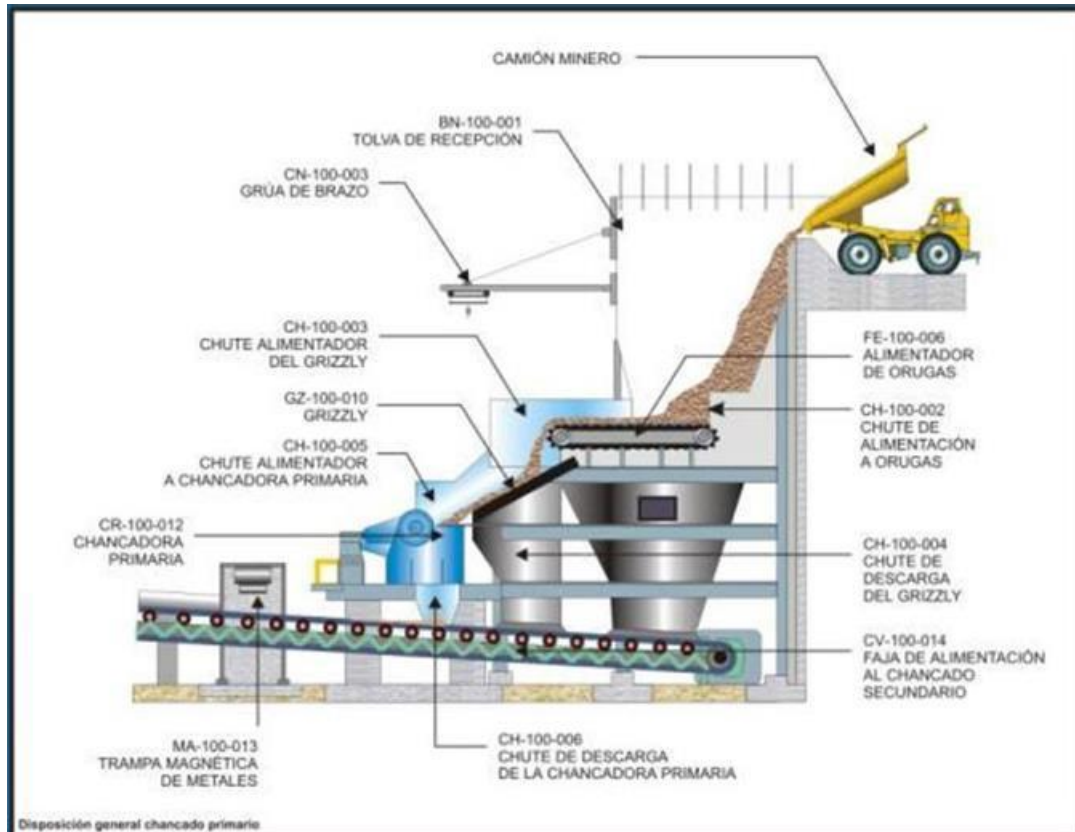 CAMIÓN MINERO
BN-100-001
TOLVA DE RECEPCIÓN
CN-100-003
GRÚA DE BRAZO
CH-100-003
CHUTE ALIMENTADOR
DEL GRIZZLY
GZ-100-010
GRIZZLY
CH-100-005
CHUTE ALIMENTADOR
A CHANCADORA PRIMARIA
CR-100-012
CHANCADORA
PRIMARIA
FE-100-006
ALIMENTADOR
DE ORUGAS
CH-100-002
CHUTE DE
ALIMENTACIÓN
A ORUGAS
CH-100-004
CHUTE DE
DESCARGA
DEL GRIZZLY
CV-100-014
FAJA DE ALIMENTACIÓN
AL CHANCADO
SECUNDARIO
MA-100-013
TRAMPA MAGNÉTICA
DE METALES
CH-100-006
CHUTE DE DESCARGA
DE LA CHANCADORA PRIMARIA
Disposición general chancado primario